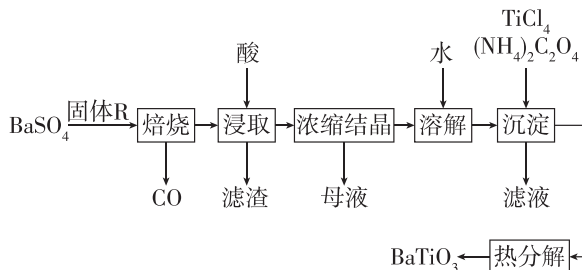 TiCl₄
酸 水 (NH₄)₂C₂O₄
BaSO₄ 固体R 焙烧 浸取 浓缩结晶 溶解 沉淀
CO 滤渣 母液 滤液
BaTiO₃ 热分解